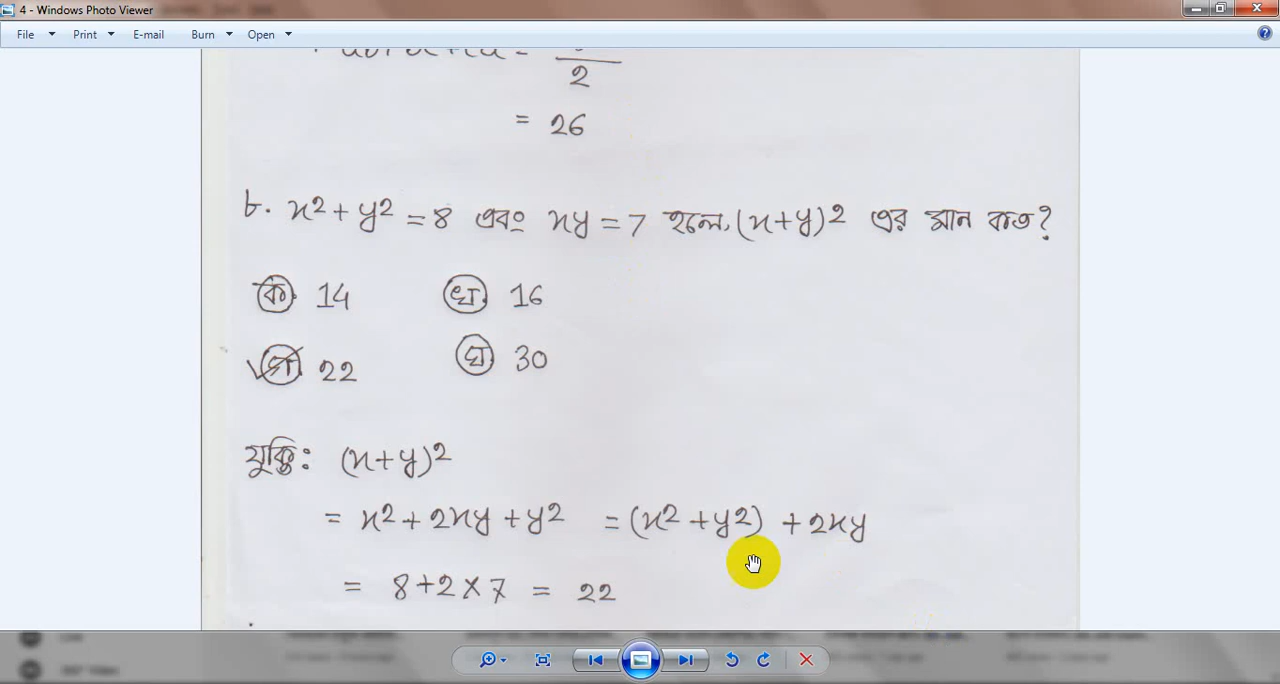 4 - Windows Photo Viewer
File Print E-mail Burn Open
2
= 26
৮. x2 + y2 = 8 এবং xy = 7 হলে, (x+y)2 এর মান কত?
ক. 14 খ. 16
গ. 22 ঘ. 30
যুক্তি: (x+y)2
= x2 + 2xy + y2 = (x2 + y2) + 2xy
= 8+2 × 7 = 22